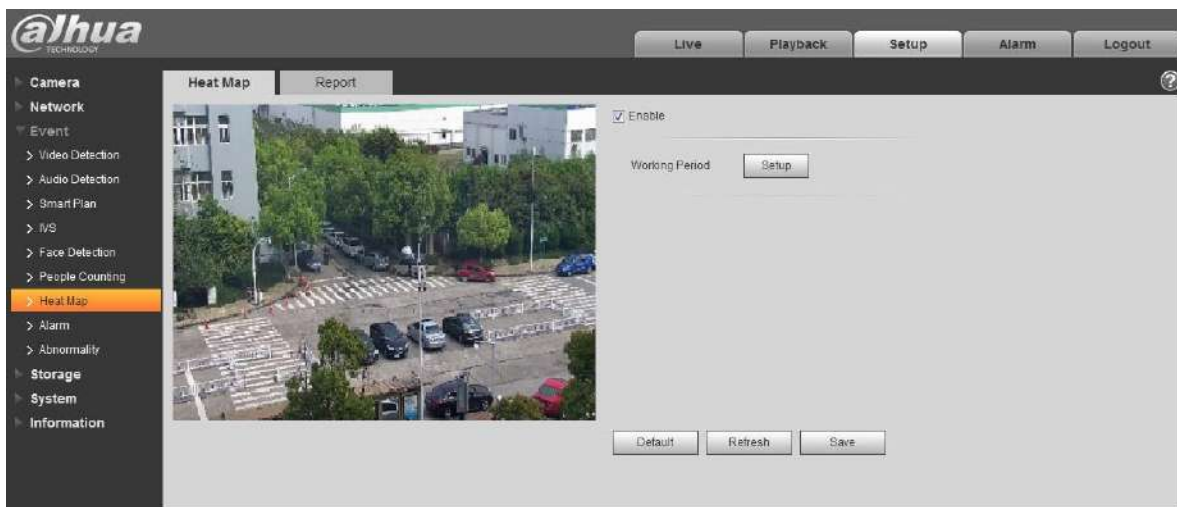 alhua
TECHNOLOGY
Live
Playback
Setup
Alarm
Logout
Camera
Network
Event
> Video Detection
> Audio Detection
> Smart Plan
> IVS
> Face Detection
> People Counting
> Heat Map
> Alarm
> Abnormality
Storage
System
Information
Heat Map
Report
?
Enable
Working Period
Setup
Default
Refresh
Save